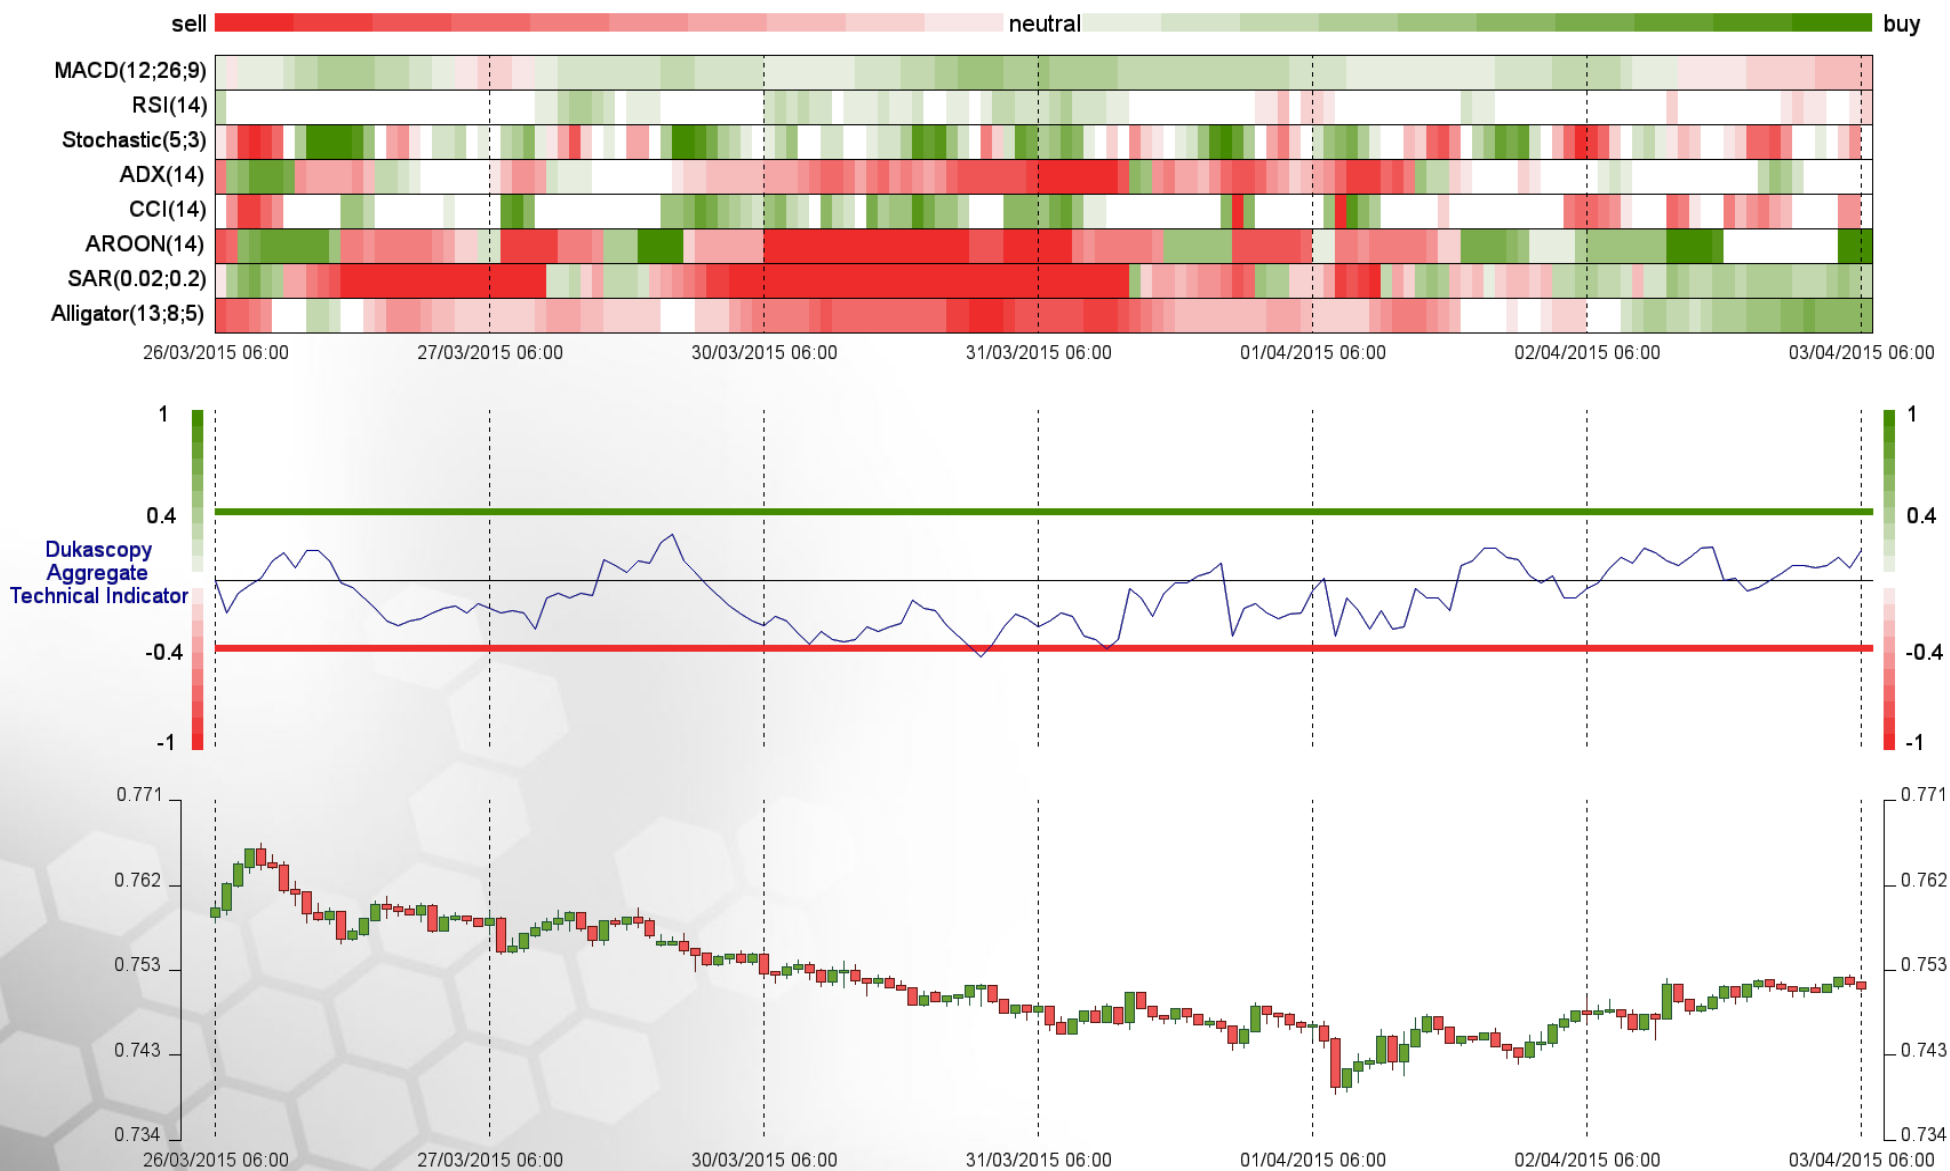 sell neutral buy
MACD(12;26;9)
RSI(14)
Stochastic(5;3)
ADX(14)
CCI(14)
AROON(14)
SAR(0.02;0.2)
Alligator(13;8;5)
26/03/2015 06:00 27/03/2015 06:00 30/03/2015 06:00 31/03/2015 06:00 01/04/2015 06:00 02/04/2015 06:00 03/04/2015 06:00
1 1
0.4 0.4
Dukascopy
Aggregate
Technical Indicator
-0.4 -0.4
-1 -1
0.771 0.771
0.762 0.762
0.753 0.753
0.743 0.743
0.734 0.734
26/03/2015 06:00 27/03/2015 06:00 30/03/2015 06:00 31/03/2015 06:00 01/04/2015 06:00 02/04/2015 06:00 03/04/2015 06:00